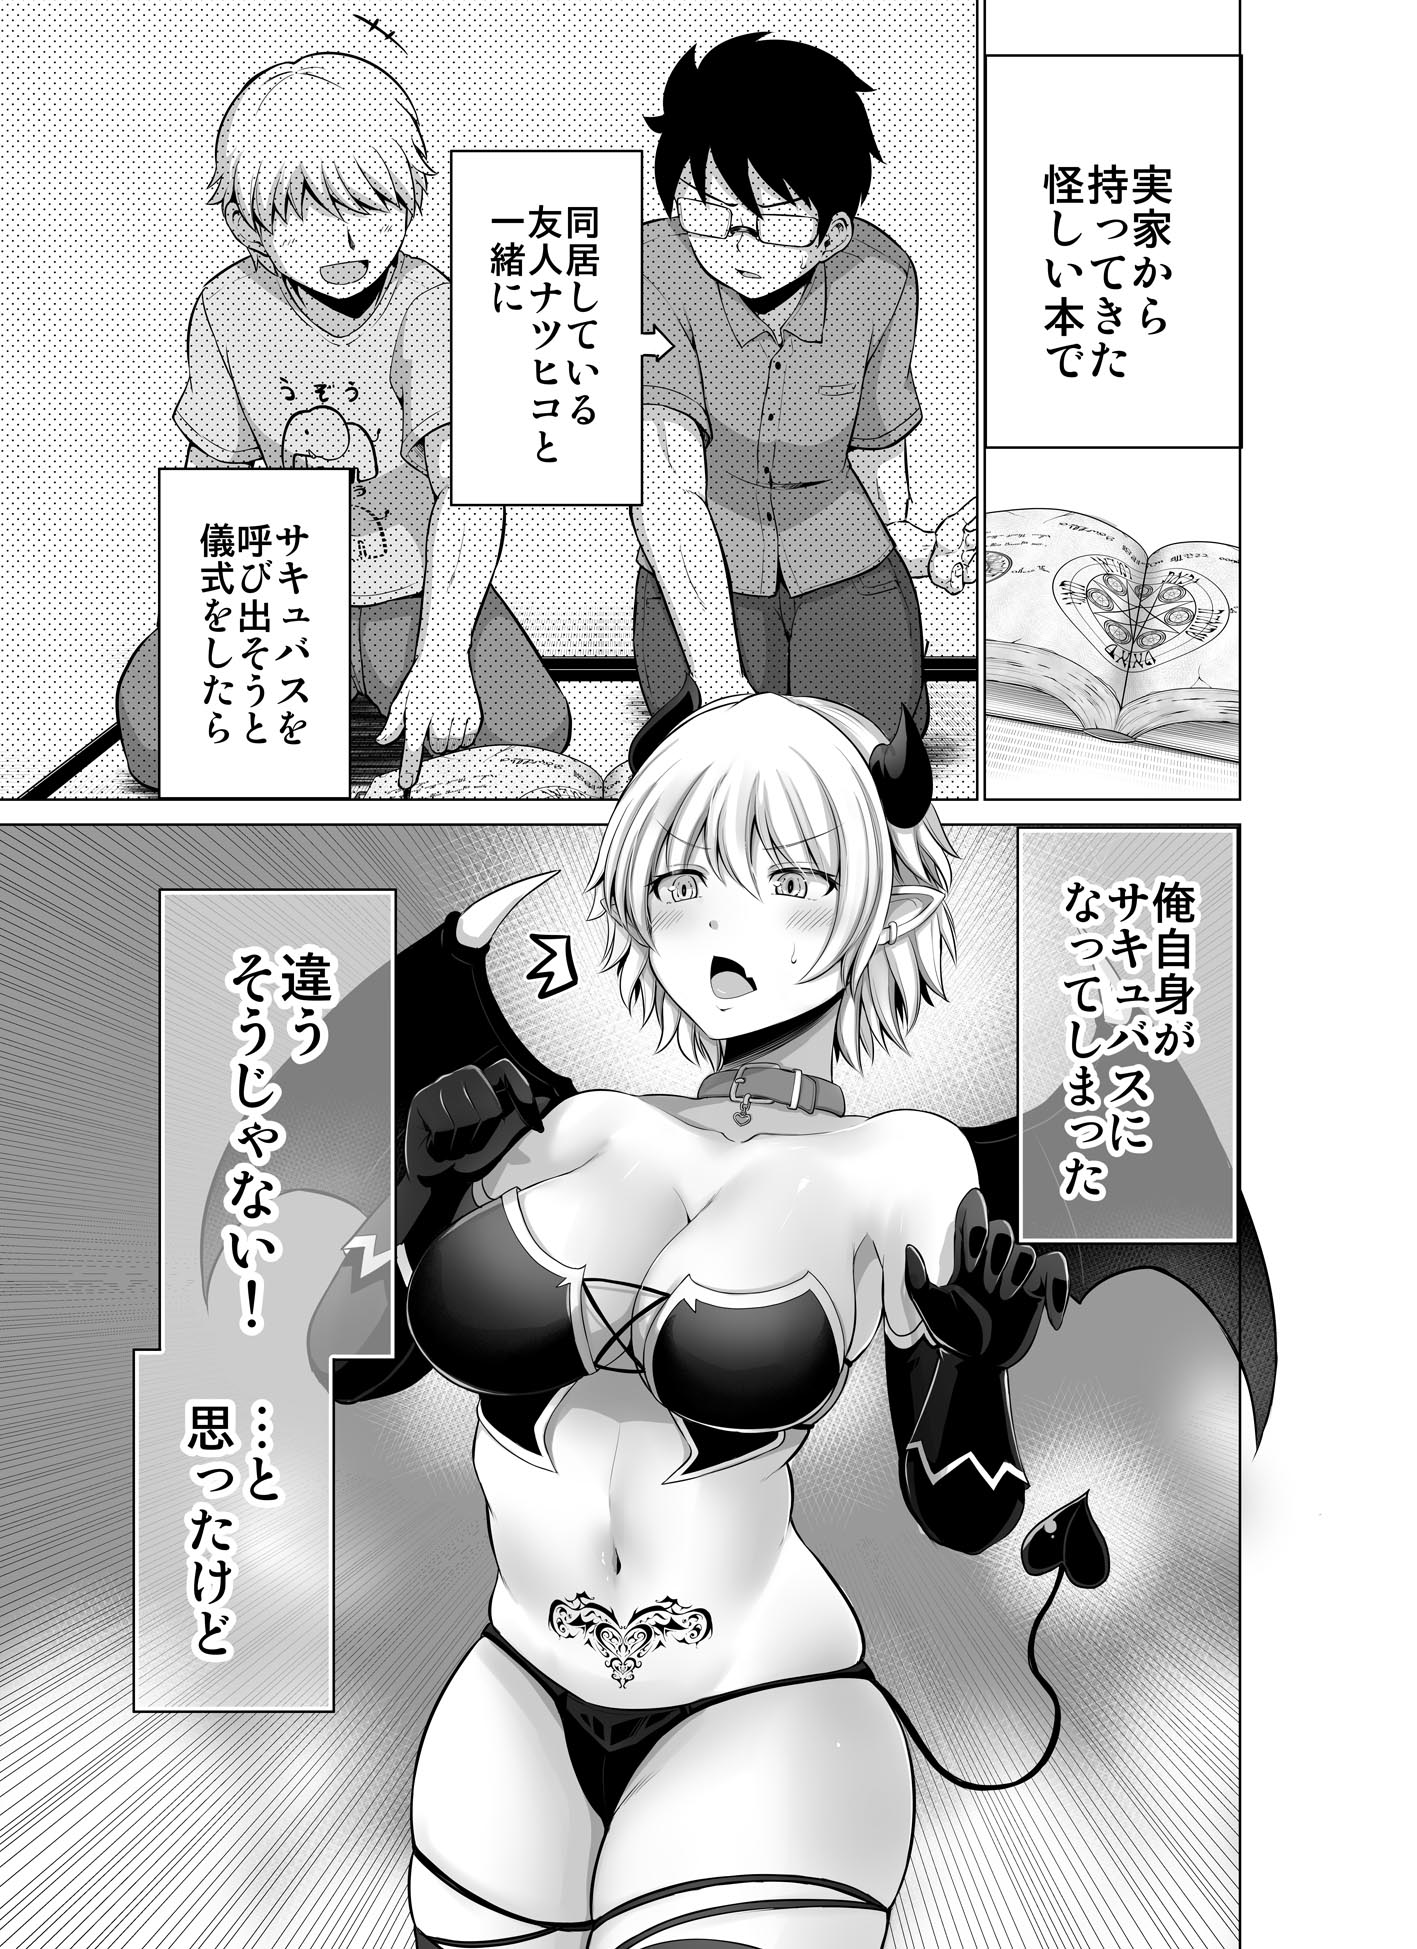 実家から
持ってきた
怪しい本で
同居している
友人ナツヒコと
一緒に
うぞう
う
サキュバスを
呼び出そうと
儀式をしたら
俺自身が
サキュバスに
なってしまった
違う
そうじゃない！
…と
思ったけど